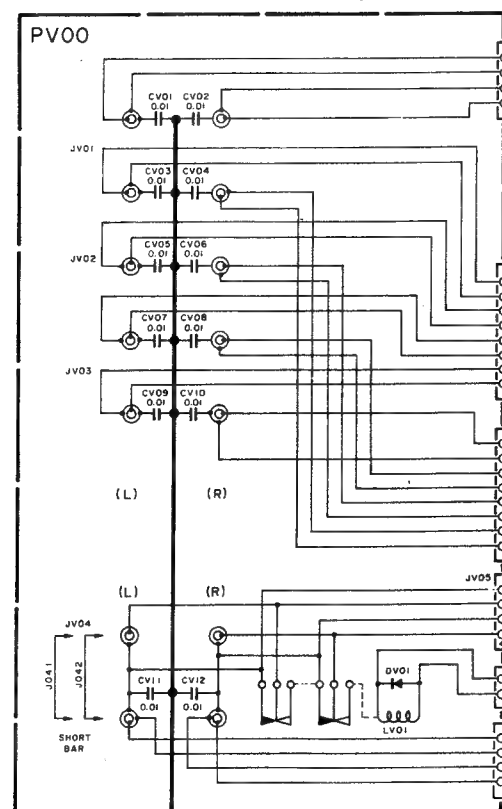 PV00
CV01 CV02
0.01 0.01
JV01
CV03 CV04
0.01 0.01
JV02
CV05 CV06
0.01 0.01
CV07 CV08
0.01 0.01
JV03
CV09 CV10
0.01 0.01
(L) (R)
(L) (R)
JV05
JV04
J041 J042
CV11 CV12
0.01 0.01
DV01
LV01
SHORT
BAR